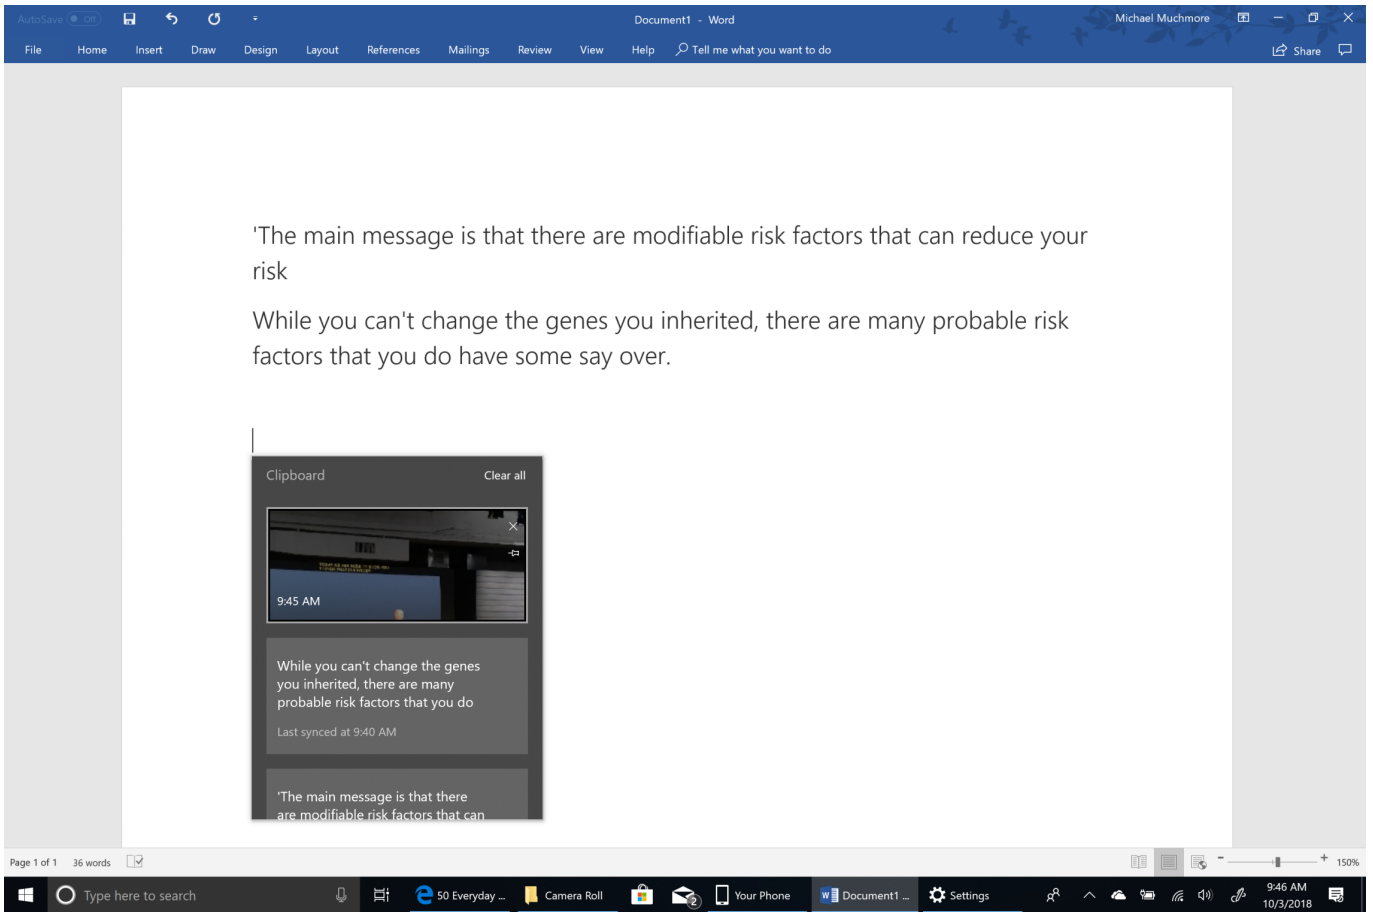 AutoSave Off
Document1 - Word
Michael Muchmore
File Home Insert Draw Design Layout References Mailings Review View Help Tell me what you want to do
Share
'The main message is that there are modifiable risk factors that can reduce your
risk
While you can't change the genes you inherited, there are many probable risk
factors that you do have some say over.
Clipboard Clear all
9:45 AM
While you can't change the genes
you inherited, there are many
probable risk factors that you do
Last synced at 9:40 AM
'The main message is that there
are modifiable risk factors that can
Page 1 of 1 36 words
150%
Type here to search
50 Everyday ...
Camera Roll
2
Your Phone
Document1 ...
Settings
9:46 AM
10/3/2018